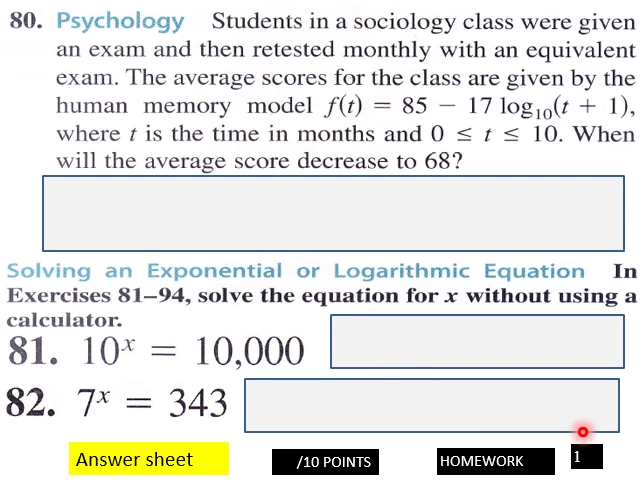 80. Psychology Students in a sociology class were given
an exam and then retested monthly with an equivalent
exam. The average scores for the class are given by the
human memory model f(t) = 85 − 17 log₁₀(t + 1),
where t is the time in months and 0 ≤ t ≤ 10. When
will the average score decrease to 68?
Solving an Exponential or Logarithmic Equation In
Exercises 81–94, solve the equation for x without using a
calculator.
81. 10ˣ = 10,000
82. 7ˣ = 343
Answer sheet
/10 POINTS
HOMEWORK
1